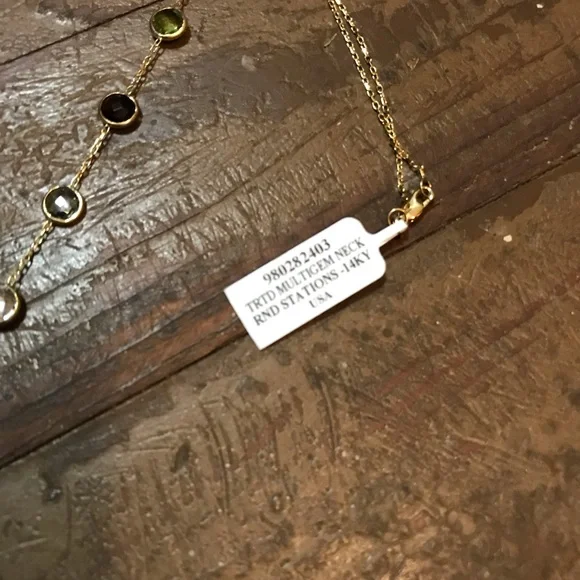 980282403
TRTD MULTIGEM NECK
RND STATIONS -14KY
USA